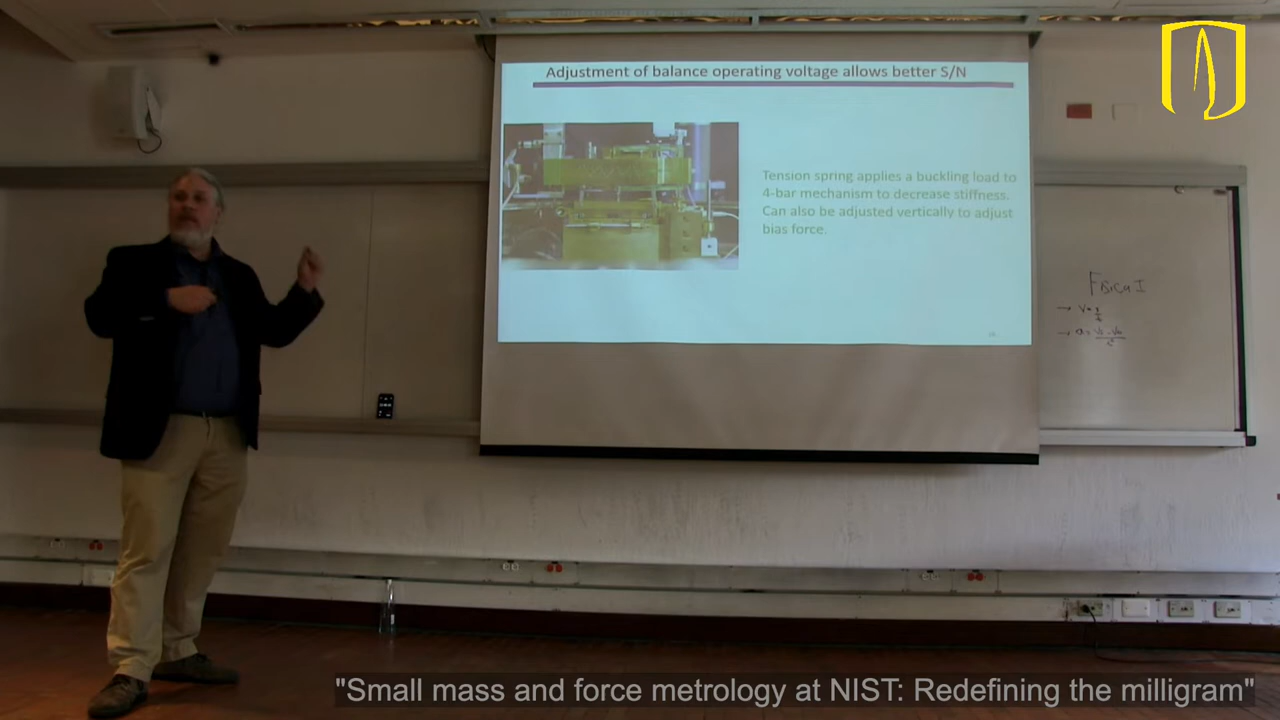 Adjustment of balance operating voltage allows better S/N
Tension spring applies a buckling load to
4-bar mechanism to decrease stiffness.
Can also be adjusted vertically to adjust
bias force.
"Small mass and force metrology at NIST: Redefining the milligram"